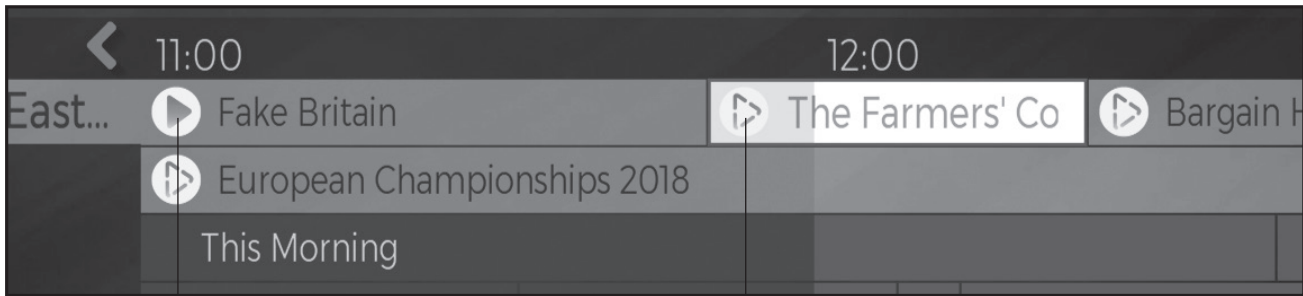 11:00 12:00
East... Fake Britain The Farmers' Co Bargain H
European Championships 2018
This Morning